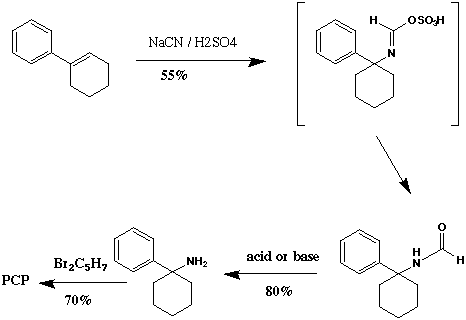 NaCN / H2SO4
55%
H OSO3H
N
O
N H
H
acid or base
80%
NH2
Br2C5H7
70%
PCP